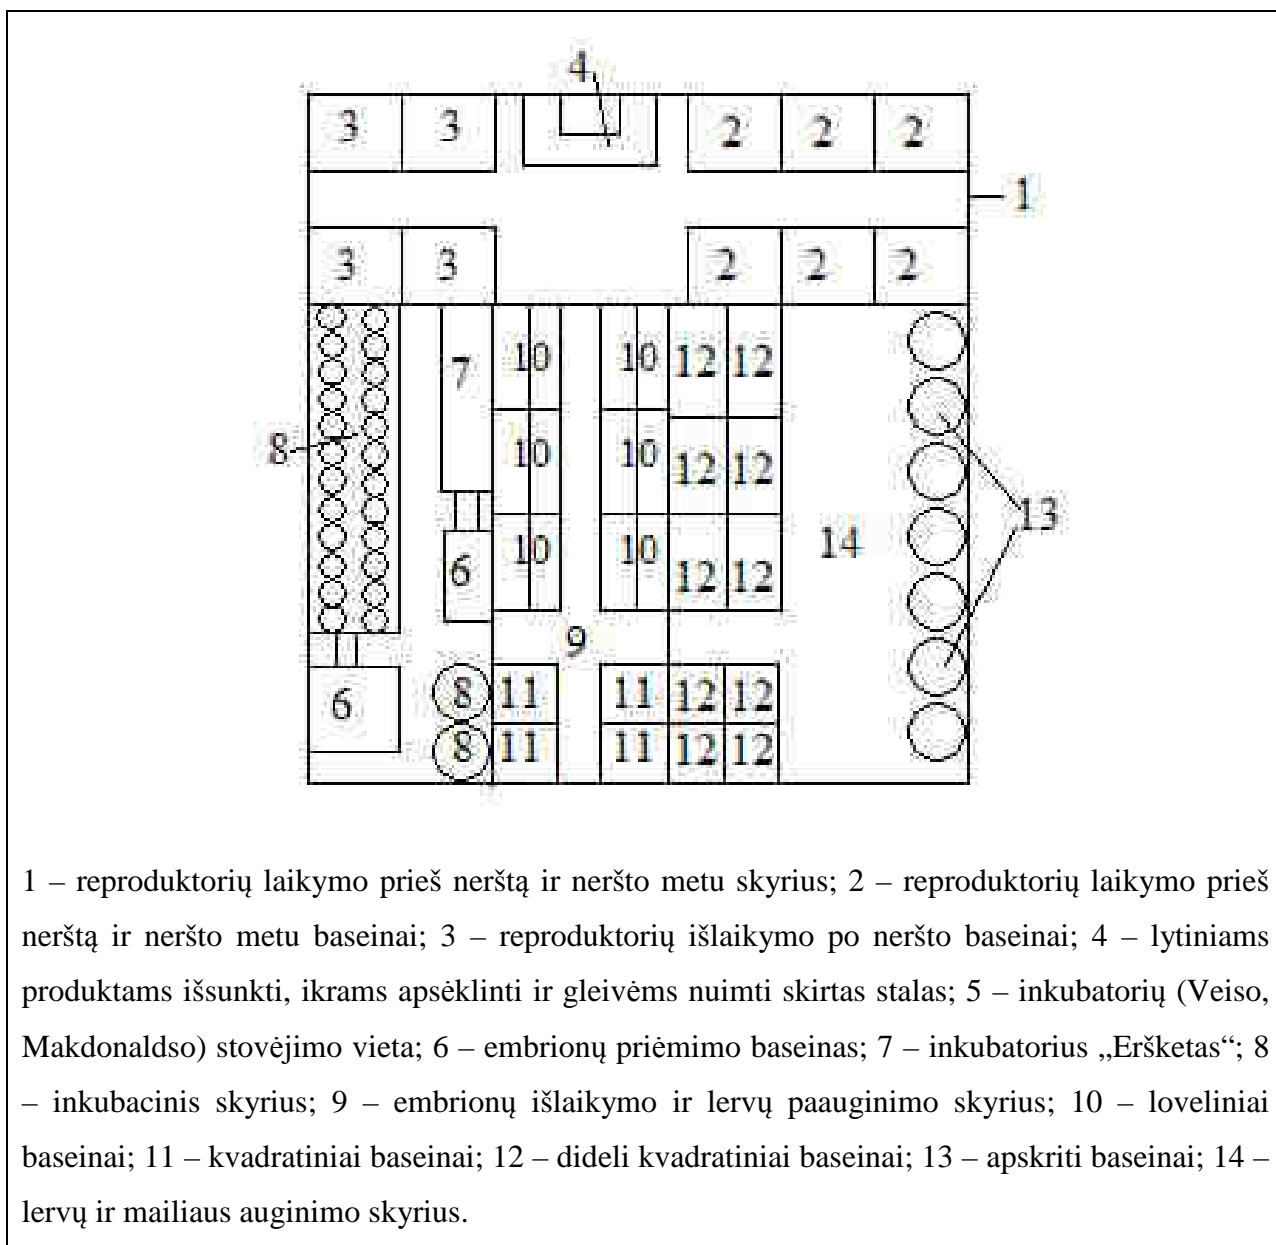 4
3 3 2 2 2
1
3 3 2 2 2
10 10 12 12
7
8 10 10 12 12
13
14
10 10 12 12
6
9
6 8 11 11 12 12
8 11 11 12 12
1 – reproduktorių laikymo prieš nerštą ir neršto metu skyrius; 2 – reproduktorių laikymo prieš
nerštą ir neršto metu baseinai; 3 – reproduktorių išlaikymo po neršto baseinai; 4 – lytiniams
produktams išsunkti, ikrams apsėklinti ir gleivėms nuimti skirtas stalas; 5 – inkubatorių (Veiso,
Makdonaldso) stovėjimo vieta; 6 – embrionų priėmimo baseinas; 7 – inkubatorius „Eršketas“; 8
– inkubacinis skyrius; 9 – embrionų išlaikymo ir lervų paauginimo skyrius; 10 – loveliniai
baseinai; 11 – kvadratiniai baseinai; 12 – dideli kvadratiniai baseinai; 13 – apskriti baseinai; 14 –
lervų ir mailiaus auginimo skyrius.